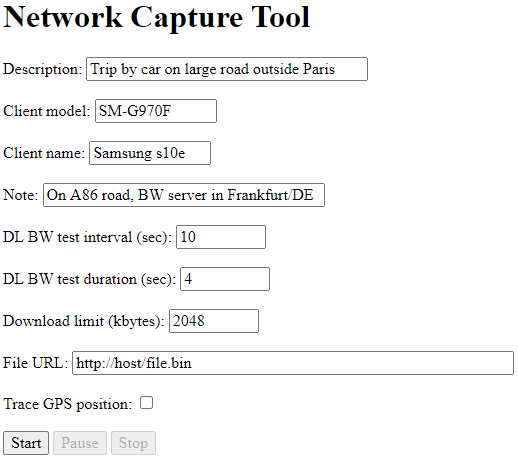 Network Capture Tool
Description: Trip by car on large road outside Paris
Client model: SM-G970F
Client name: Samsung s10e
Note: On A86 road, BW server in Frankfurt/DE
DL BW test interval (sec): 10
DL BW test duration (sec): 4
Download limit (kbytes): 2048
File URL: http://host/file.bin
Trace GPS position:
Start Pause Stop